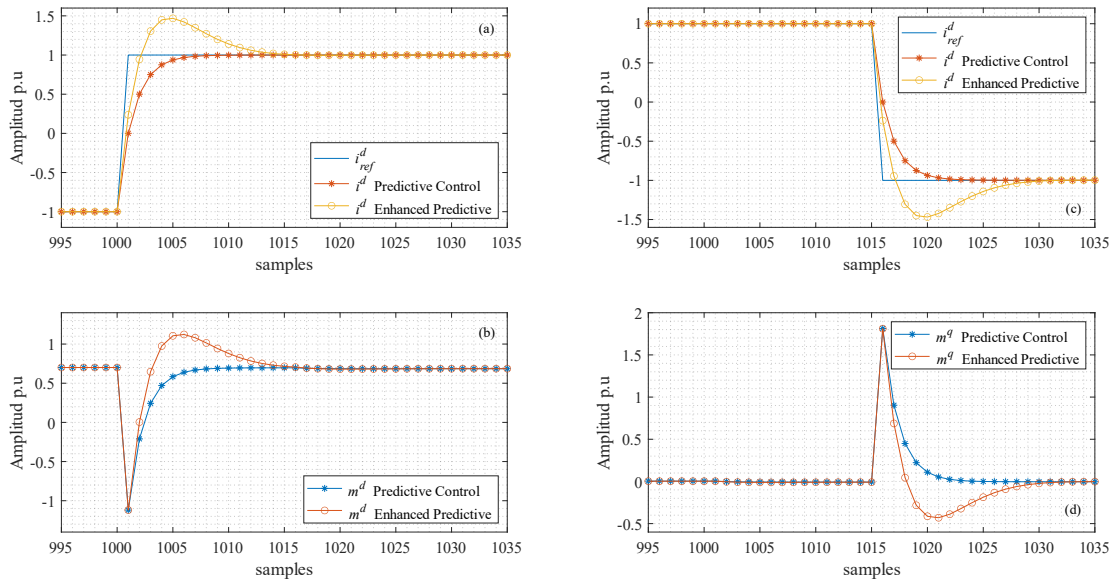 Amplitud p.u
1.5
1
0.5
0
-0.5
-1
(a)
i_ref^d
i^d Predictive Control
i^d Enhanced Predictive
995 1000 1005 1010 1015 1020 1025 1030 1035
samples
Amplitud p.u
1
0.5
0
-0.5
-1
-1.5
(c)
i_ref^d
i^d Predictive Control
i^d Enhanced Predictive
995 1000 1005 1010 1015 1020 1025 1030 1035
samples
Amplitud p.u
1
0.5
0
-0.5
-1
(b)
m^d Predictive Control
m^d Enhanced Predictive
995 1000 1005 1010 1015 1020 1025 1030 1035
samples
Amplitud p.u
2
1.5
1
0.5
0
-0.5
(d)
m^q Predictive Control
m^q Enhanced Predictive
995 1000 1005 1010 1015 1020 1025 1030 1035
samples